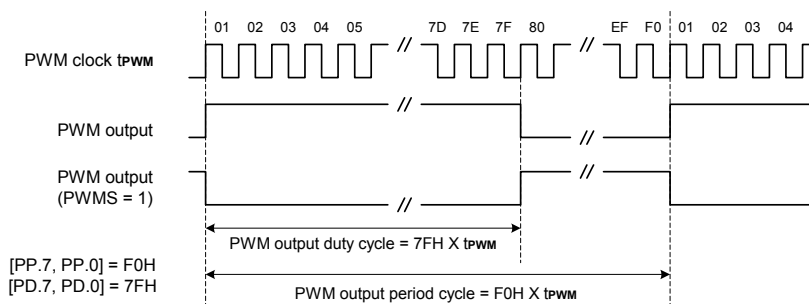 01 02 03 04 05 7D 7E 7F 80 EF F0 01 02 03 04
PWM clock tPWM
//
//
PWM output
//
//
PWM output
(PWMS = 1)
//
//
PWM output duty cycle = 7FH X tPWM
[PP.7, PP.0] = F0H
[PD.7, PD.0] = 7FH
PWM output period cycle = F0H X tPWM